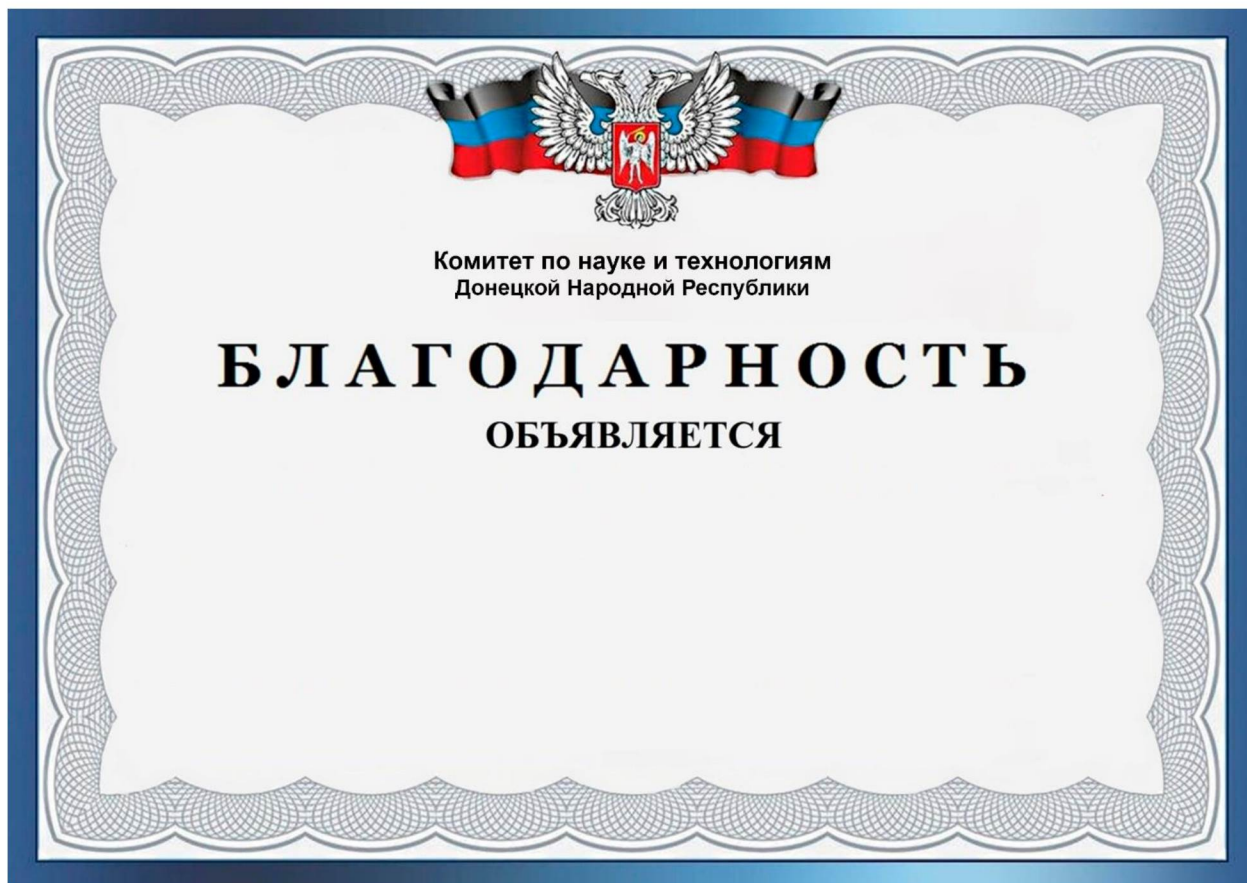 Комитет по науке и технологиям
Донецкой Народной Республики
БЛАГОДАРНОСТЬ
ОБЪЯВЛЯЕТСЯ